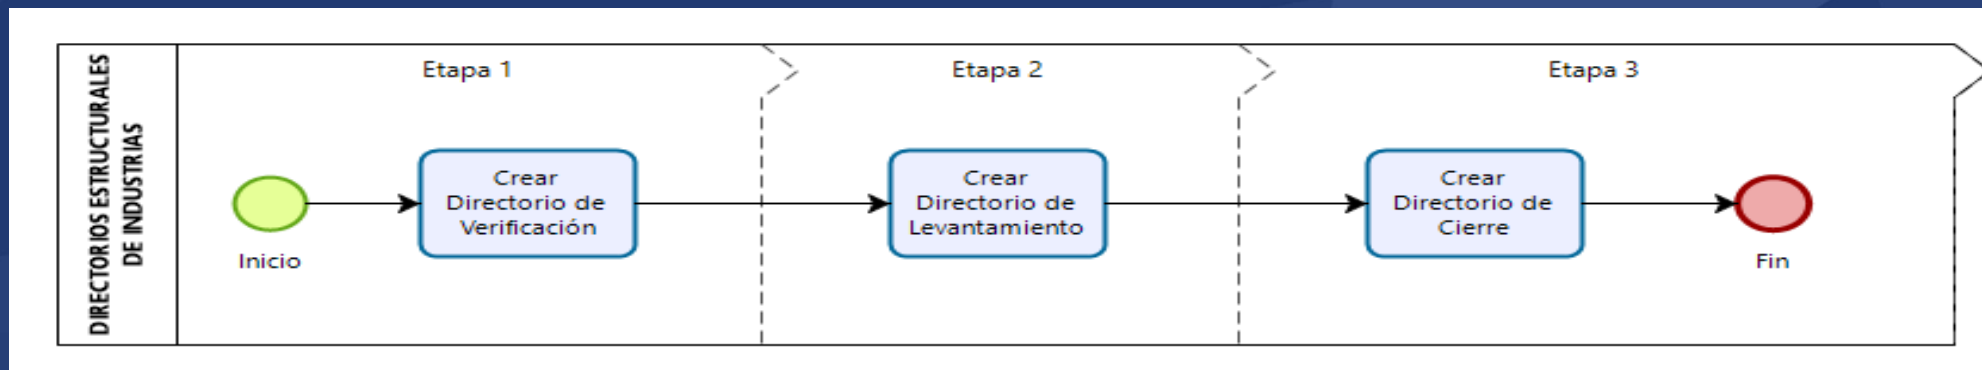 DIRECTORIOS ESTRUCTURALES
DE INDUSTRIAS
Etapa 1
Etapa 2
Etapa 3
Inicio
Crear
Directorio de
Verificación
Crear
Directorio de
Levantamiento
Crear
Directorio de
Cierre
Fin